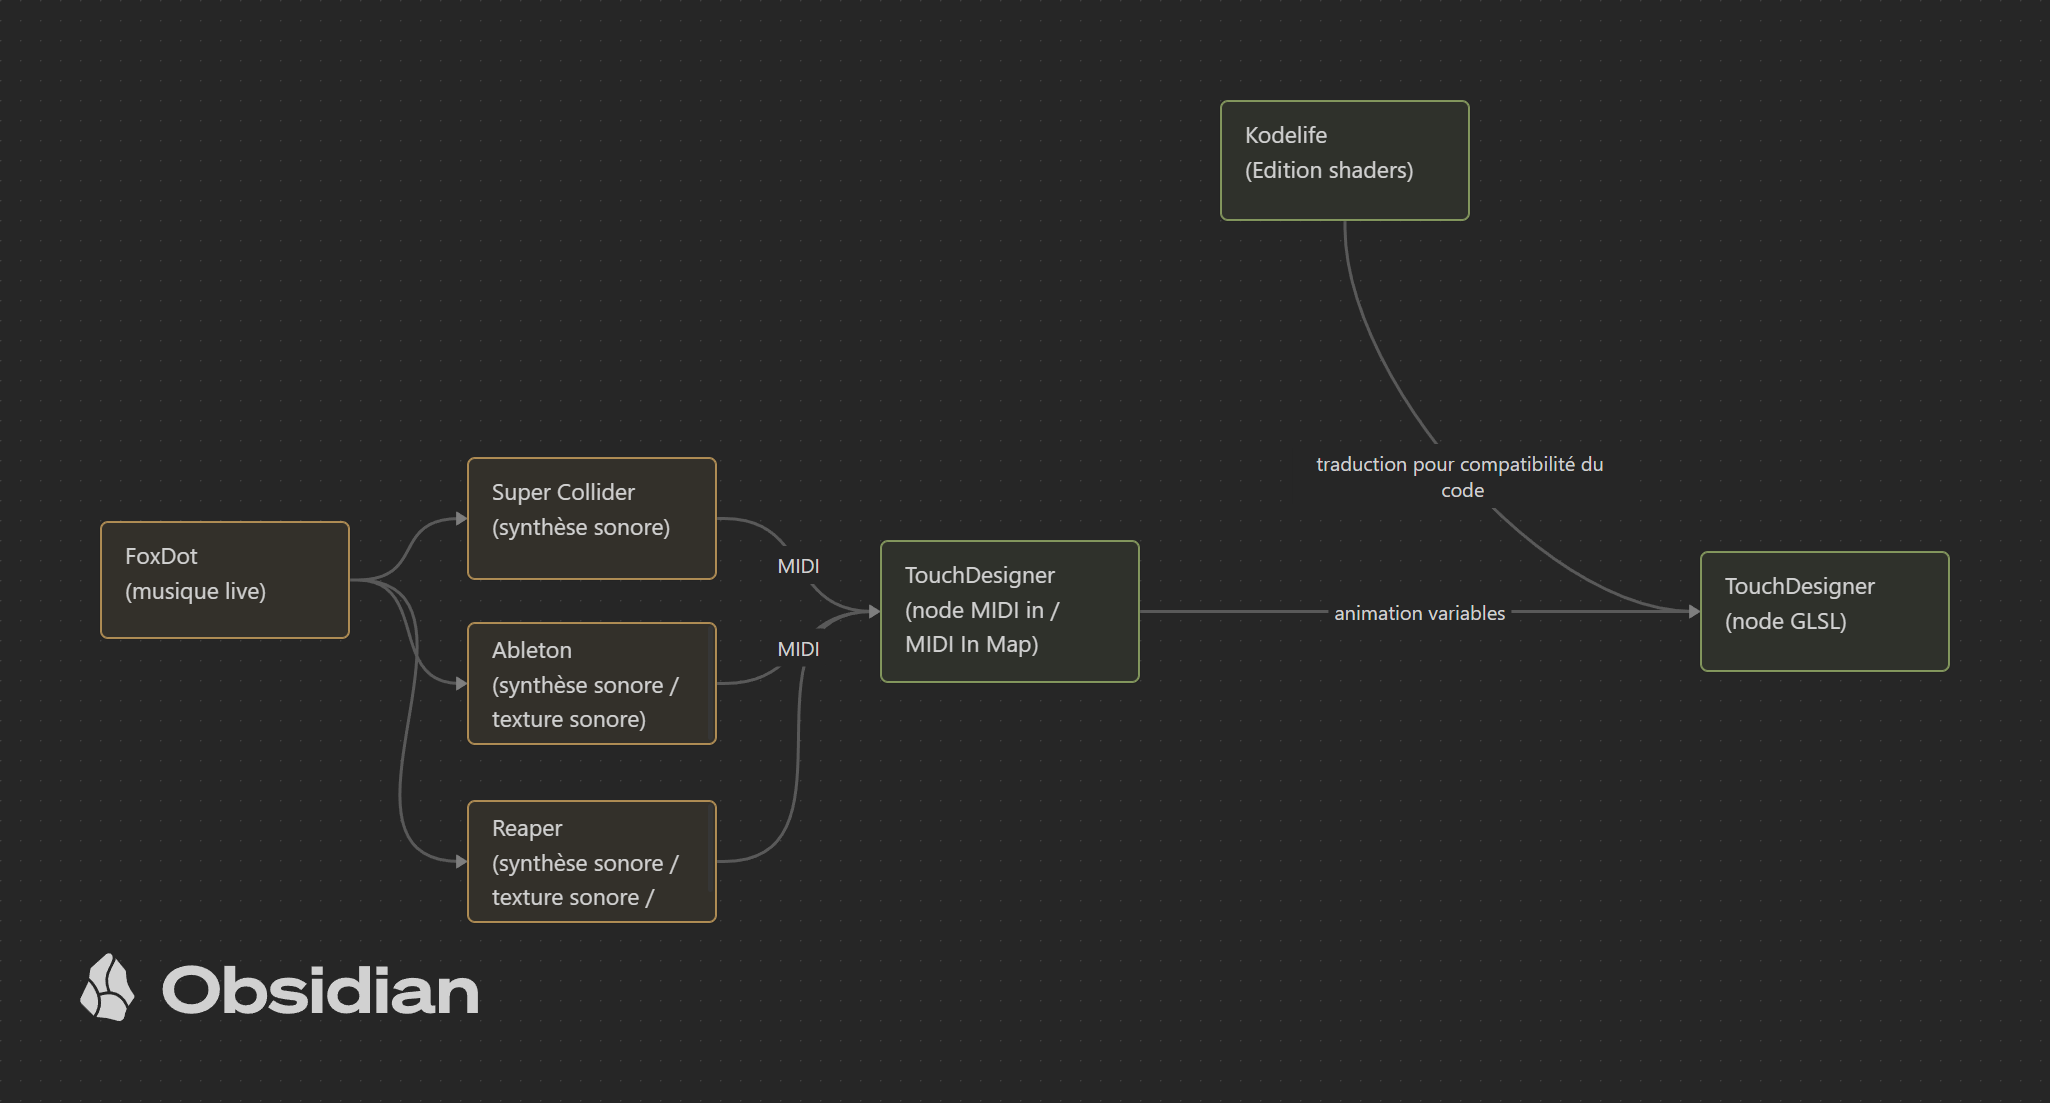 Kodelife
(Edition shaders)
traduction pour compatibilité du
code
FoxDot
(musique live)
Super Collider
(synthèse sonore)
MIDI
Ableton
(synthèse sonore /
texture sonore)
MIDI
Reaper
(synthèse sonore /
texture sonore /
TouchDesigner
(node MIDI in /
MIDI In Map)
animation variables
TouchDesigner
(node GLSL)
Obsidian